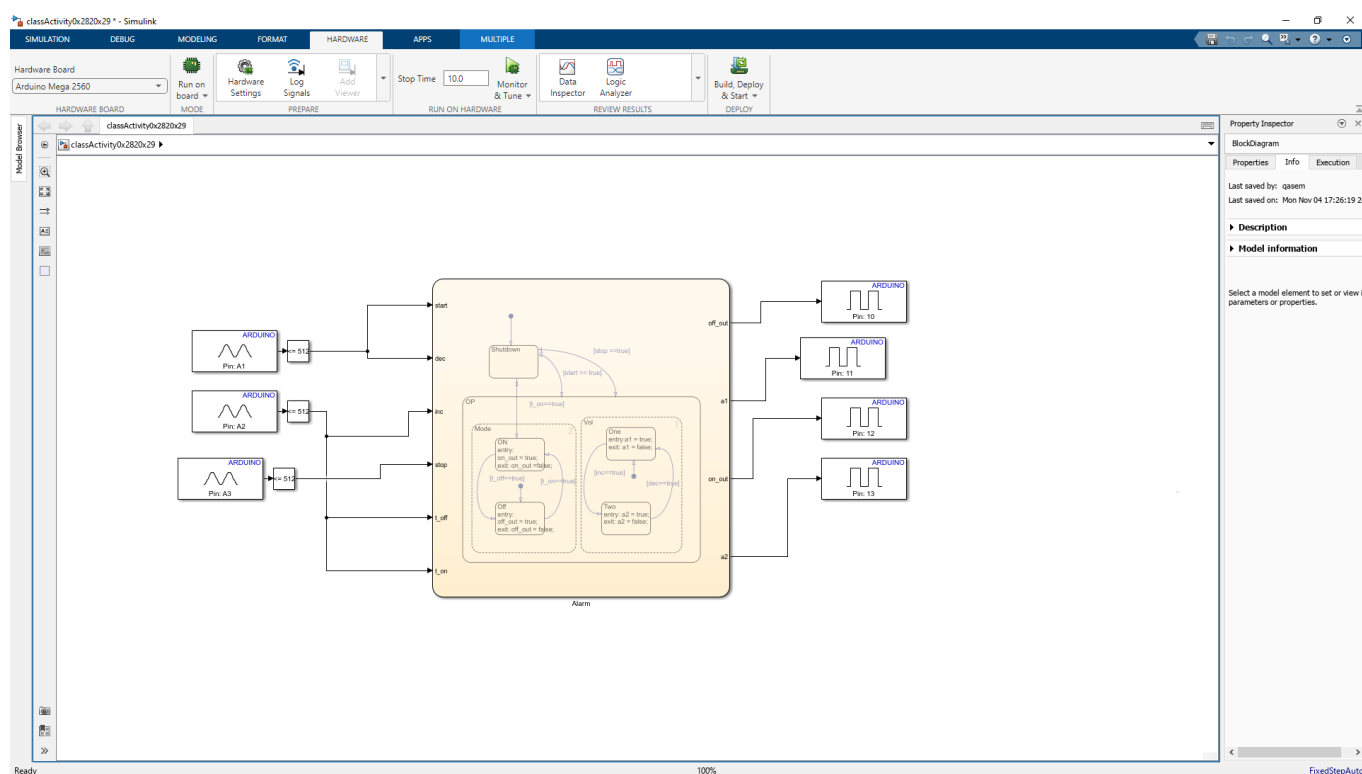 classActivity0x2820x29 * - Simulink
SIMULATION DEBUG MODELING FORMAT HARDWARE APPS MULTIPLE
Hardware Board
Arduino Mega 2560
HARDWARE BOARD
Run on
board
MODE
Hardware
Settings
Log
Signals
Add
Viewer
PREPARE
Stop Time 10.0
Monitor
& Tune
RUN ON HARDWARE
Data
Inspector
Logic
Analyzer
REVIEW RESULTS
Build, Deploy
& Start
DEPLOY
Model Browser
classActivity0x2820x29
classActivity0x2820x29
ARDUINO
Pin: A1
<= 512
ARDUINO
Pin: A2
<= 512
ARDUINO
Pin: A3
<= 512
start
dec
inc
stop
t_off
t_on
Shutdown
[stop ==true]
[start == true]
OP
[t_on==true]
Mode
2
ON
entry:
on_out = true;
exit: on_out =false;
[t_off==true]
[t_on==true]
Off
entry:
off_out = true;
exit: off_out = false;
Vol
1
One
entry:a1 = true;
exit: a1 = false;
[inc==true]
[dec==true]
Two
entry: a2 = true;
exit: a2 = false;
off_out
a1
on_out
a2
Alarm
ARDUINO
Pin: 10
ARDUINO
Pin: 11
ARDUINO
Pin: 12
ARDUINO
Pin: 13
Property Inspector
BlockDiagram
Properties Info Execution
Last saved by: qasem
Last saved on: Mon Nov 04 17:26:19 2
Description
Model information
Select a model element to set or view
parameters or properties.
Ready
100%
FixedStepAuto